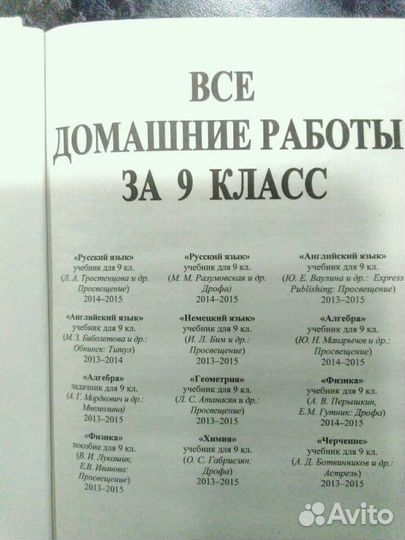 ВСЕ
ДОМАШНИЕ РАБОТЫ
ЗА 9 КЛАСС
«Русский язык»
учебник для 9 кл.
(Л. А. Тростенцова и др.
Просвещение)
2014–2015
«Русский язык»
учебник для 9 кл.
(М. М. Разумовская и др.
Дрофа)
2014–2015
«Английский язык»
учебник для 9 кл.
(Ю. Е. Ваулина и др.: Express
Publishing: Просвещение)
2013–2015
«Английский язык»
учебник для 9 кл.
(М. З. Биболетова и др.:
Обнинск: Титул)
2013–2014
«Немецкий язык»
учебник для 9 кл.
(И. Л. Бим и др.:
Просвещение)
2013–2015
«Алгебра»
учебник для 9 кл.
(Ю. Н. Макарычев и др.:
Просвещение)
2014–2015
«Алгебра»
задачник для 9 кл.
(А. Г. Мордкович и др.:
Мнемозина)
2013–2015
«Геометрия»
учебник для 9 кл.
(Л. С. Атанасян и др.:
Просвещение)
2013–2015
«Физика»
учебник для 9 кл.
(А. В. Перышкин,
Е.М. Гутник: Дрофа)
2014–2015
«Физика»
пособие для 9 кл.
(В. И. Лукашик,
Е.В. Иванова:
Просвещение)
2013–2015
«Химия»
учебник для 9 кл.
(О. С. Габриелян:
Дрофа)
2013–2015
«Черчение»
учебник для 9 кл.
(А. Д. Ботвинников и др.:
Астрель)
2013–2015
Avito